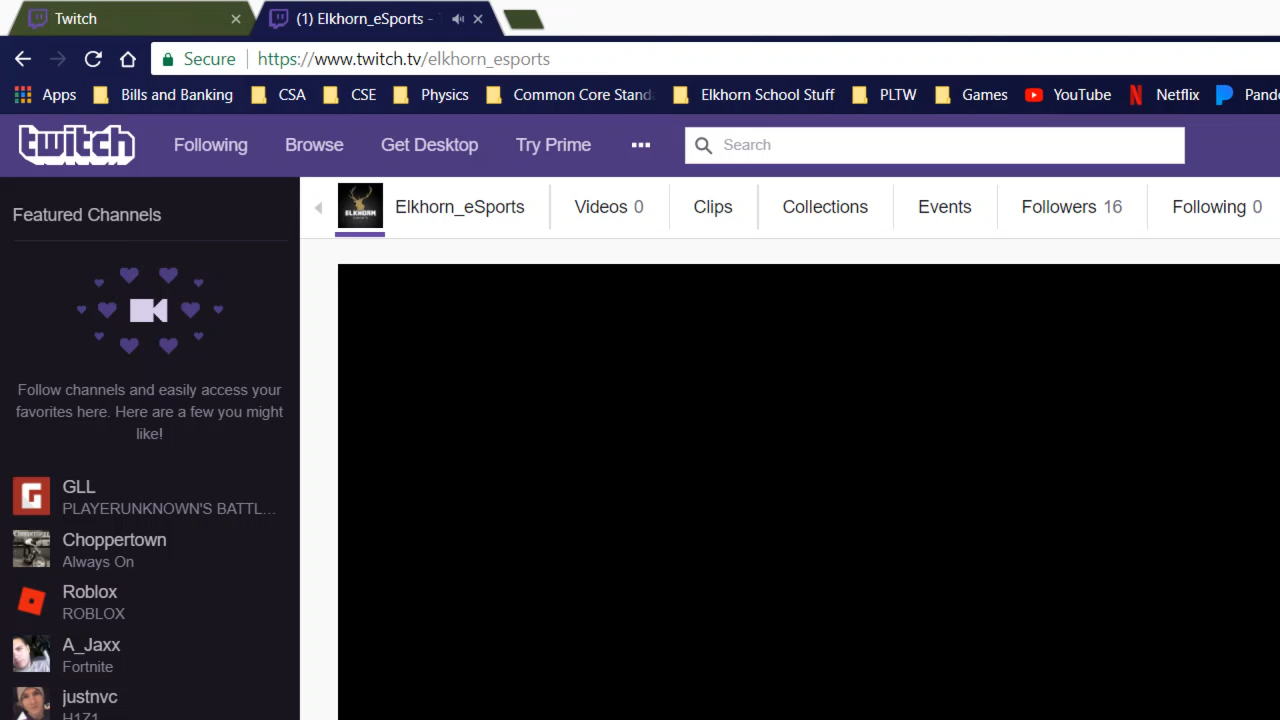 Twitch
(1) Elkhorn_eSports -
Secure
https://www.twitch.tv/elkhorn_esports
Apps Bills and Banking CSA CSE Physics Common Core Stand Elkhorn School Stuff PLTW Games YouTube Netflix Pand
twitch
Following Browse Get Desktop Try Prime ... Search
Featured Channels
ELKHORN
Elkhorn_eSports Videos 0 Clips Collections Events Followers 16 Following 0
Follow channels and easily access your
favorites here. Here are a few you might
like!
GLL
PLAYERUNKNOWN'S BATTL...
Choppertown
Always On
Roblox
ROBLOX
A_Jaxx
Fortnite
justnvc
H1Z1